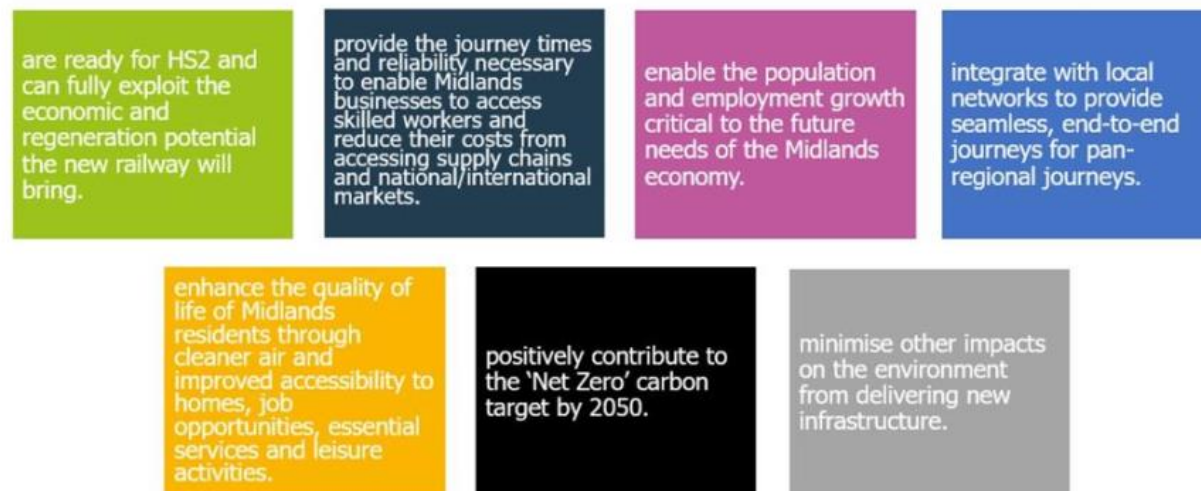 are ready for HS2 and
can fully exploit the
economic and
regeneration potential
the new railway will
bring.
provide the journey times
and reliability necessary
to enable Midlands
businesses to access
skilled workers and
reduce their costs from
accessing supply chains
and national/international
markets.
enable the population
and employment growth
critical to the future
needs of the Midlands
economy.
integrate with local
networks to provide
seamless, end-to-end
journeys for pan-
regional journeys.
enhance the quality of
life of Midlands
residents through
cleaner air and
improved accessibility to
homes, job
opportunities, essential
services and leisure
activities.
positively contribute to
the ‘Net Zero’ carbon
target by 2050.
minimise other impacts
on the environment
from delivering new
infrastructure.